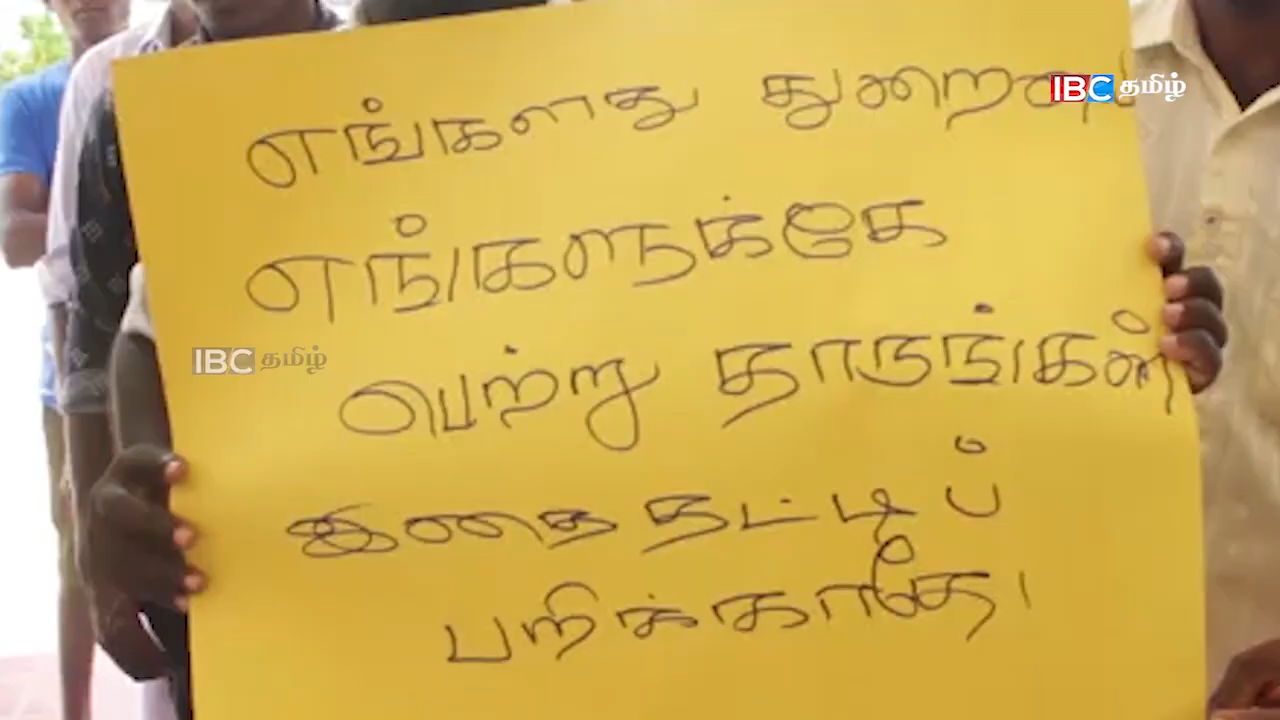 IBC தமிழ்
எங்களது துறையை
எங்களுக்கே
IBC தமிழ்
பெற்று தாருங்கள்
இதை தட்டிப்
பறிக்காதே!